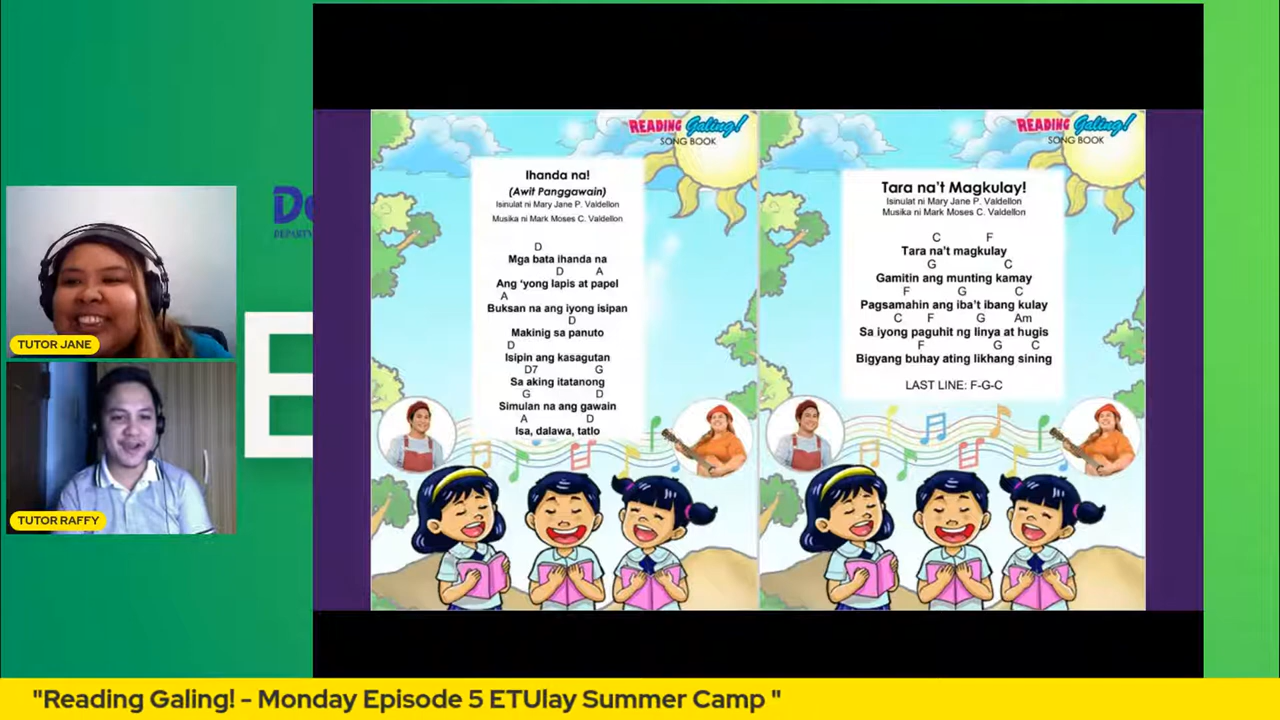 TUTOR JANE
TUTOR RAFFY
READING Galing!
SONG BOOK
Ihanda na!
(Awit Panggawain)
Isinulat ni Mary Jane P. Valdellon
Musika ni Mark Moses C. Valdellon
D
Mga bata ihanda na
D A
Ang ‘yong lapis at papel
A
Buksan na ang iyong isipan
D
Makinig sa panuto
D
Isipin ang kasagutan
D7 G
Sa aking itatanong
G D
Simulan na ang gawain
A D
Isa, dalawa, tatlo
READING Galing!
SONG BOOK
Tara na’t Magkulay!
Isinulat ni Mary Jane P. Valdellon
Musika ni Mark Moses C. Valdellon
C F
Tara na’t magkulay
G C
Gamitin ang munting kamay
F G C
Pagsamahin ang iba’t ibang kulay
C F G Am
Sa iyong paguhit ng linya at hugis
F G C
Bigyang buhay ating likhang sining
LAST LINE: F-G-C
"Reading Galing! - Monday Episode 5 ETUlay Summer Camp "